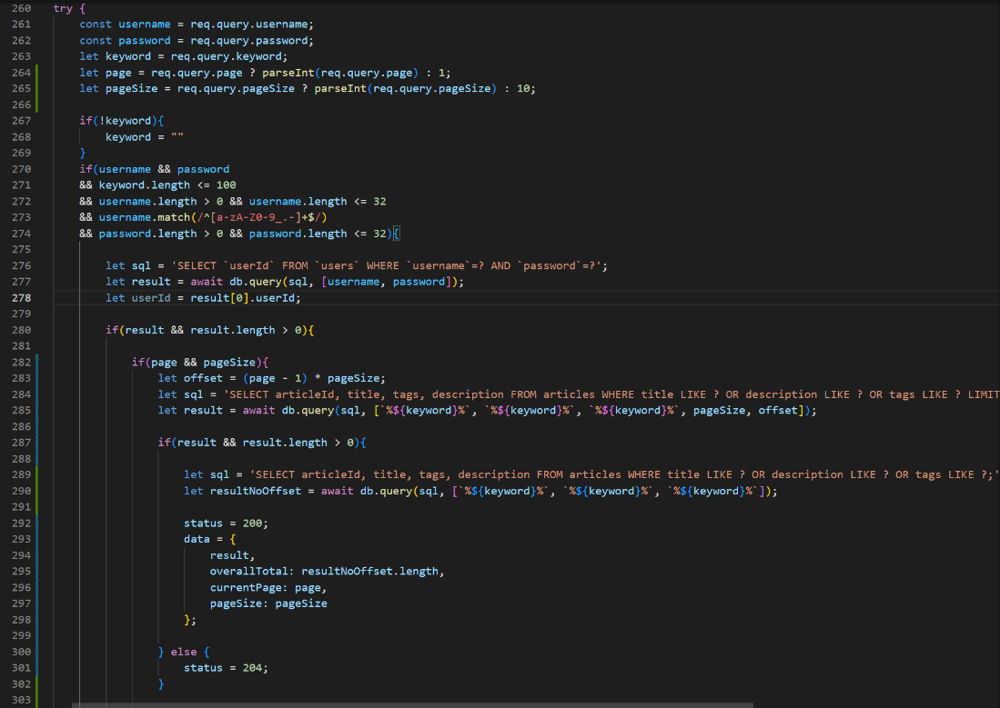 260 try {
261 const username = req.query.username;
262 const password = req.query.password;
263 let keyword = req.query.keyword;
264 let page = req.query.page ? parseInt(req.query.page) : 1;
265 let pageSize = req.query.pageSize ? parseInt(req.query.pageSize) : 10;
266
267 if(!keyword){
268 keyword = ""
269 }
270 if(username && password
271 && keyword.length <= 100
272 && username.length > 0 && username.length <= 32
273 && username.match(/^[a-zA-Z0-9_.-]+$/)
274 && password.length > 0 && password.length <= 32){
275
276 let sql = 'SELECT `userId` FROM `users` WHERE `username`=? AND `password`=?';
277 let result = await db.query(sql, [username, password]);
278 let userId = result[0].userId;
279
280 if(result && result.length > 0){
281
282 if(page && pageSize){
283 let offset = (page - 1) * pageSize;
284 let sql = 'SELECT articleId, title, tags, description FROM articles WHERE title LIKE ? OR description LIKE ? OR tags LIKE ? LIMIT
285 let result = await db.query(sql, [`%${keyword}%`, `%${keyword}%`, `%${keyword}%`, pageSize, offset]);
286
287 if(result && result.length > 0){
288
289 let sql = 'SELECT articleId, title, tags, description FROM articles WHERE title LIKE ? OR description LIKE ? OR tags LIKE ?;'
290 let resultNoOffset = await db.query(sql, [`%${keyword}%`, `%${keyword}%`, `%${keyword}%`]);
291
292 status = 200;
293 data = {
294 result,
295 overallTotal: resultNoOffset.length,
296 currentPage: page,
297 pageSize: pageSize
298 };
299
300 } else {
301 status = 204;
302 }
303